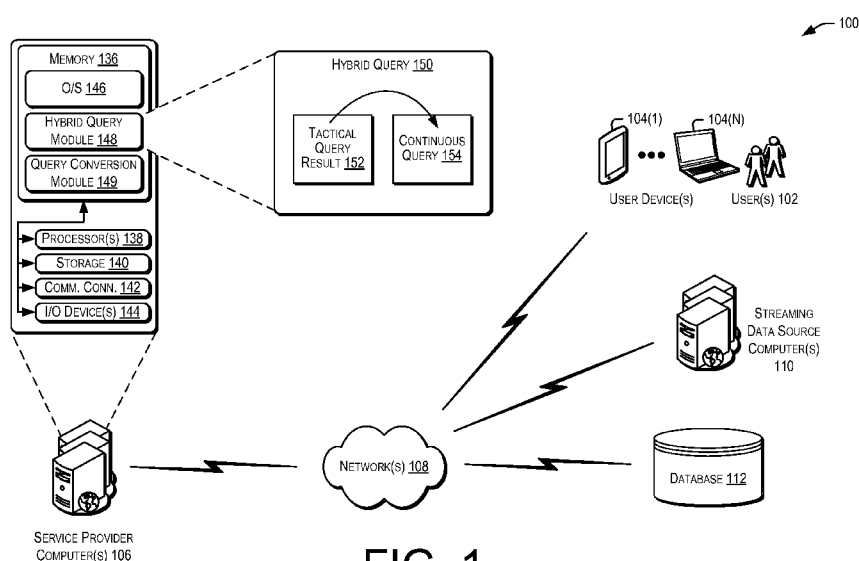 100
MEMORY 136
O/S 146
HYBRID QUERY
MODULE 148
QUERY CONVERSION
MODULE 149
PROCESSOR(S) 138
STORAGE 140
COMM. CONN. 142
I/O DEVICE(S) 144
HYBRID QUERY 150
TACTICAL
QUERY
RESULT 152
CONTINUOUS
QUERY 154
104(1)
104(N)
USER DEVICE(S)
USER(S) 102
STREAMING
DATA SOURCE
COMPUTER(S)
110
NETWORK(S) 108
DATABASE 112
SERVICE PROVIDER
COMPUTER(S) 106
FIG. 1